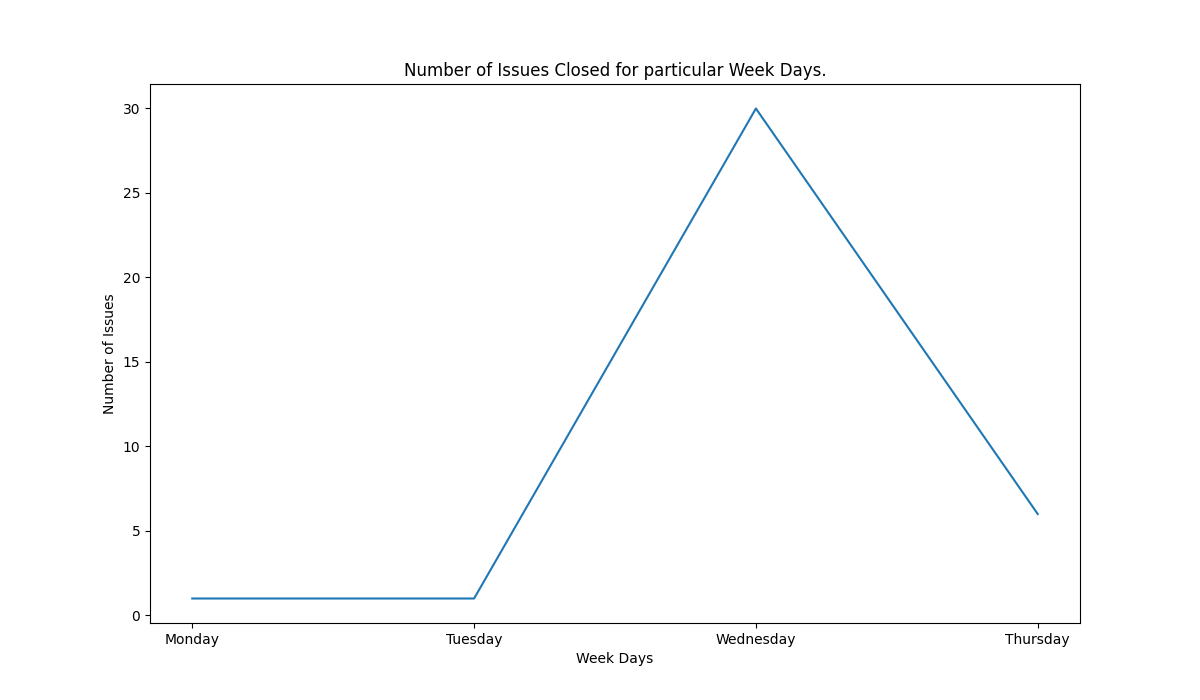 Number of Issues Closed for particular Week Days.
30
25
20
15
10
5
0
Number of Issues
Monday Tuesday Wednesday Thursday
Week Days